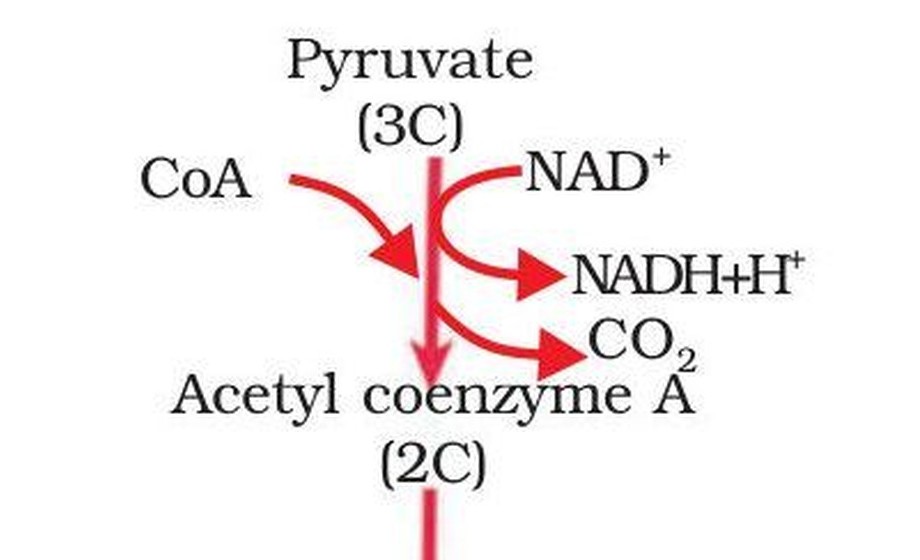 Pyruvate
(3C)
CoA
NAD⁺
NADH+H⁺
CO₂
Acetyl coenzyme A
(2C)